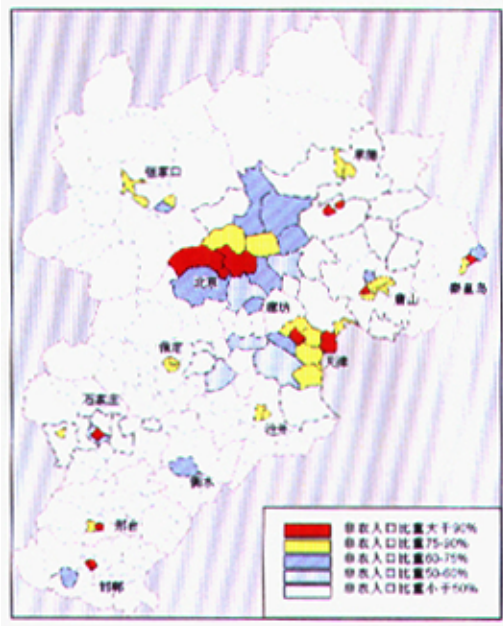 承德
张家口
秦皇岛
北京
唐山
廊坊
天津
保定
石家庄
沧州
衡水
邢台
邯郸
非农人口比重大于90%
非农人口比重75-90%
非农人口比重60-75%
非农人口比重50-60%
非农人口比重小于50%